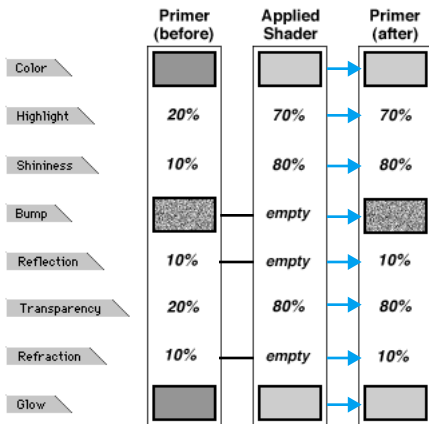 Primer (before) Applied Shader Primer (after)
Color
Highlight 20% 70% 70%
Shininess 10% 80% 80%
Bump empty
Reflection 10% empty 10%
Transparency 20% 80% 80%
Refraction 10% empty 10%
Glow